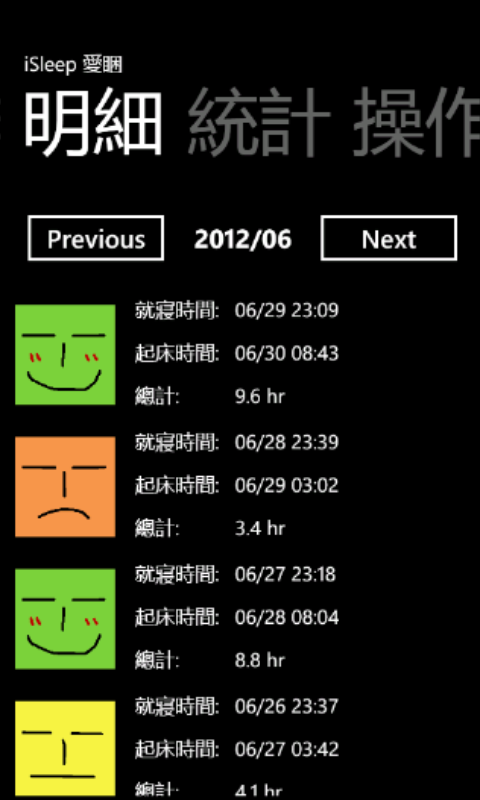 iSleep 愛睏
明細 統計 操作
Previous 2012/06 Next
就寢時間: 06/29 23:09
起床時間: 06/30 08:43
總計: 9.6 hr
就寢時間: 06/28 23:39
起床時間: 06/29 03:02
總計: 3.4 hr
就寢時間: 06/27 23:18
起床時間: 06/28 08:04
總計: 8.8 hr
就寢時間: 06/26 23:37
起床時間: 06/27 03:42
總計: 4.1 hr